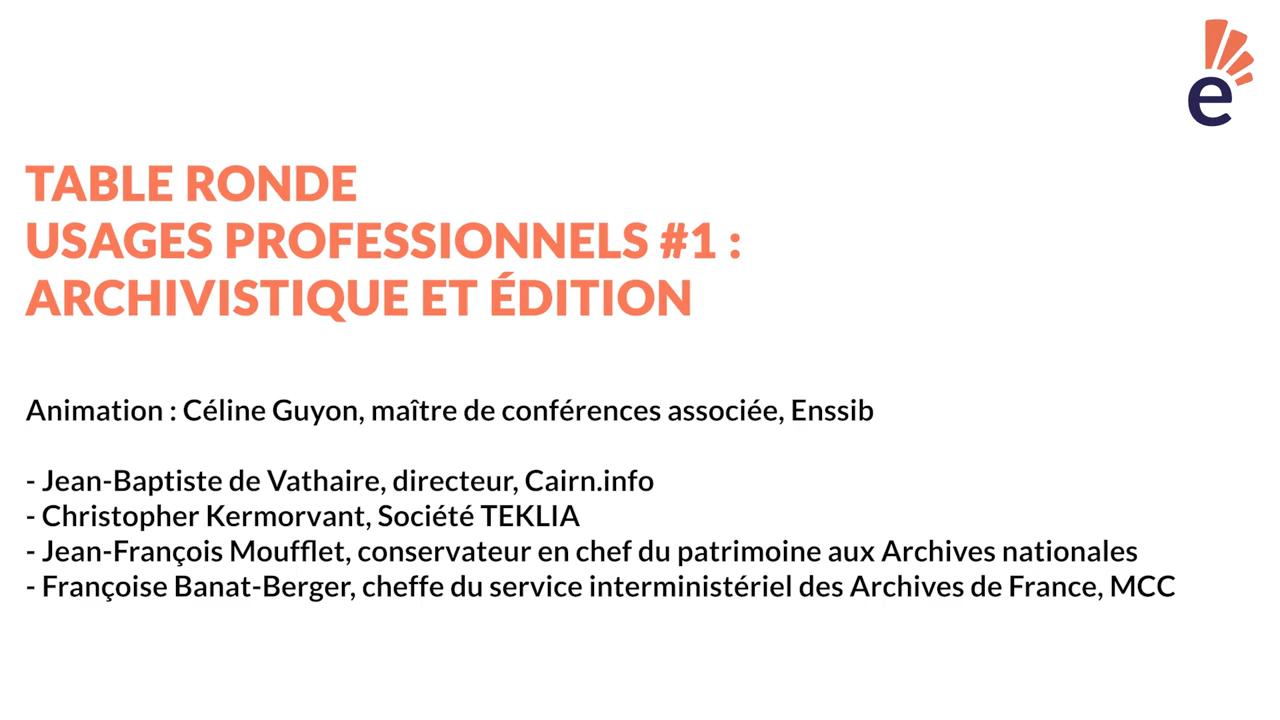 e
TABLE RONDE
USAGES PROFESSIONNELS #1 :
ARCHIVISTIQUE ET ÉDITION
Animation : Céline Guyon, maître de conférences associée, Enssib
- Jean-Baptiste de Vathaire, directeur, Cairn.info
- Christopher Kermorvant, Société TEKLIA
- Jean-François Moufflet, conservateur en chef du patrimoine aux Archives nationales
- Françoise Banat-Berger, cheffe du service interministériel des Archives de France, MCC